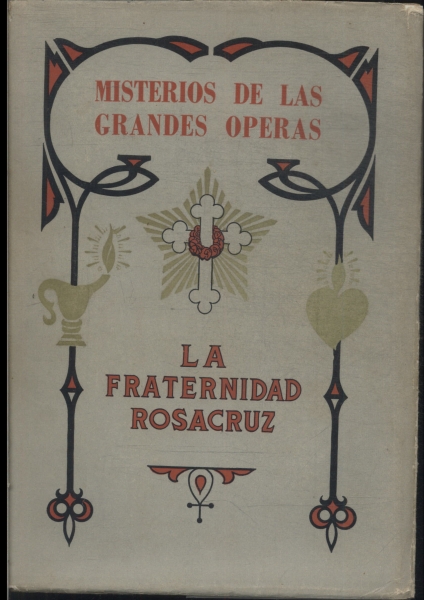 MISTERIOS DE LAS
GRANDES OPERAS
LA
FRATERNIDAD
ROSACRUZ